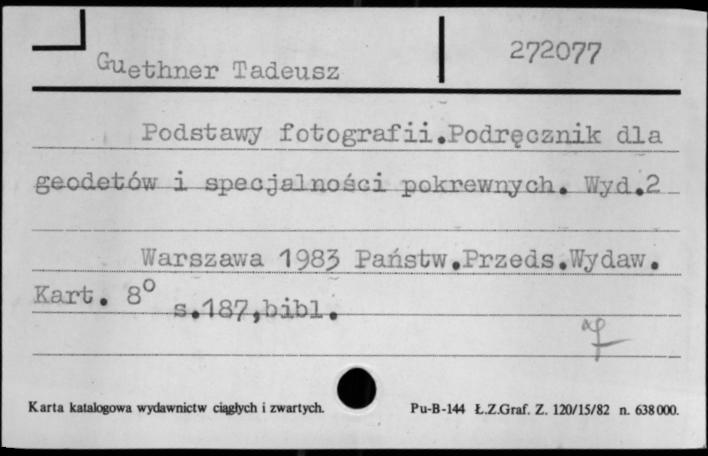 Guethner Tadeusz
272077
Podstawy fotografii.Podręcznik dla
geodetów i specjalności pokrewnych. Wyd.2
Warszawa 1983 Państw.Przeds.Wydaw.
Kart. 8° s.187,bibl.
Karta katalogowa wydawnictw ciągłych i zwartych.
Pu-B-144 Ł.Z.Graf. Z. 120/15/82 n. 638000.